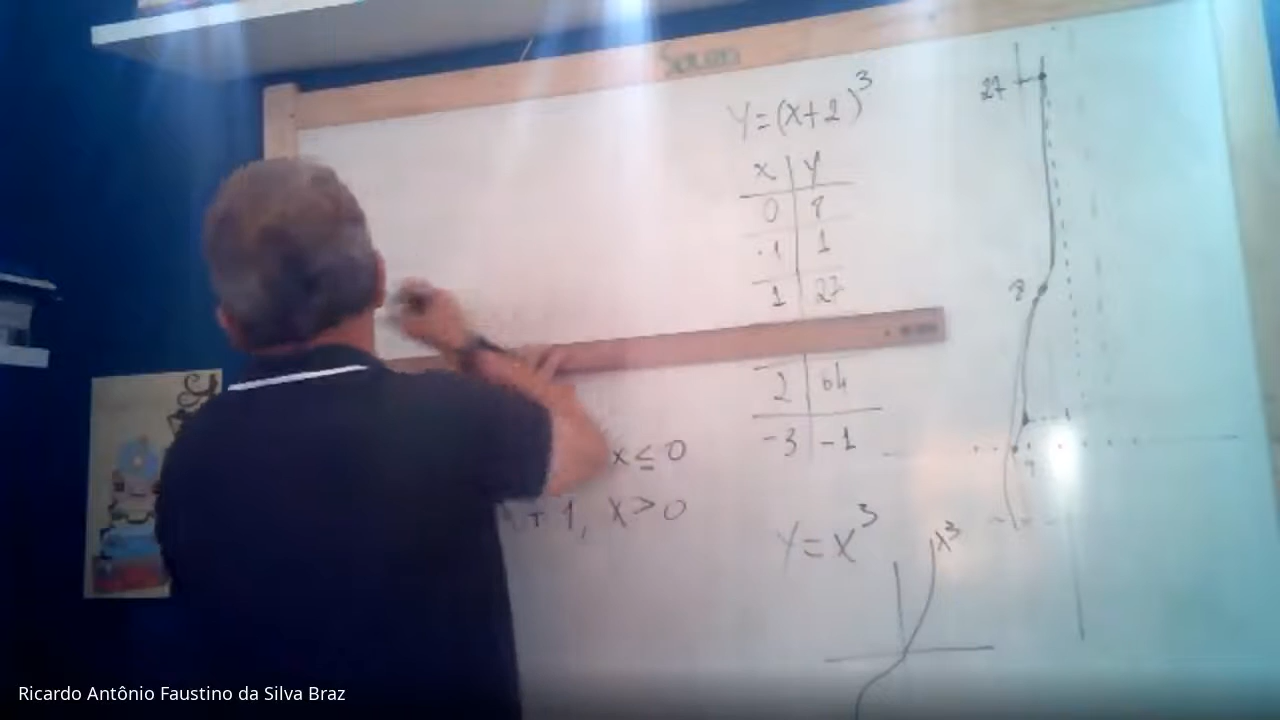 Y=(x+2)³
x y
0 8
-1 1
1 27
2 64
-3 -1
x ≤ 0
+ 1, x > 0
Y = x³
x³
27
8
Ricardo Antônio Faustino da Silva Braz